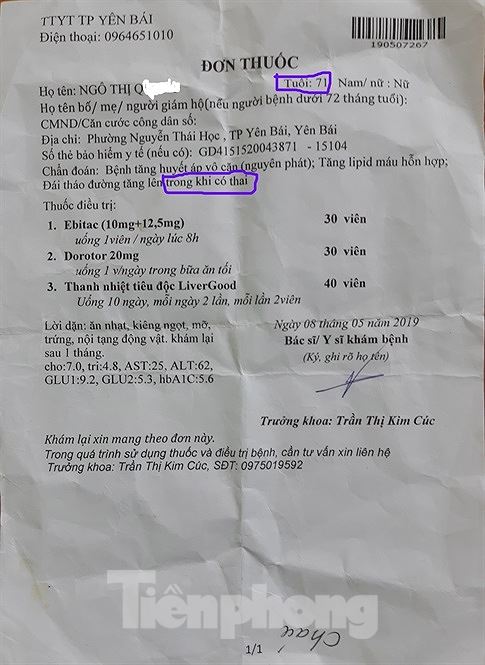 TTYT TP YÊN BÁI
Điện thoại: 0964651010
190507267
ĐƠN THUỐC
Họ tên: NGÔ THỊ Q Tuổi: 71 Nam/ nữ : Nữ
Họ tên bố/ mẹ/ người giám hộ(nếu người bệnh dưới 72 tháng tuổi):
CMND/Căn cước công dân số:
Địa chỉ: Phường Nguyễn Thái Học , TP Yên Bái, Yên Bái
Số thẻ bảo hiểm y tế (nếu có): GD4151520043871 - 15104
Chẩn đoán: Bệnh tăng huyết áp vô căn (nguyên phát); Tăng lipid máu hỗn hợp;
Đái tháo đường tăng lên trong khi có thai
Thuốc điều trị:
1. Ebitac (10mg+12,5mg) 30 viên
uống 1viên / ngày lúc 8h
2. Dorotor 20mg 30 viên
uống 1 v/ngày trong bữa ăn tối
3. Thanh nhiệt tiêu độc LiverGood 40 viên
Uống 10 ngày, mỗi ngày 2 lần, mỗi lần 2viên
Lời dặn: ăn nhạt, kiêng ngọt, mỡ,
trứng, nội tạng động vật. khám lại
sau 1 tháng.
cho:7.0, tri:4.8, AST:25, ALT:62,
GLU1:9.2, GLU2:5.3, hbA1C:5.6
Ngày 08 tháng 05 năm 2019
Bác sĩ/ Y sĩ khám bệnh
(Ký, ghi rõ họ tên)
Trưởng khoa: Trần Thị Kim Cúc
Khám lại xin mang theo đơn này.
Trong quá trình sử dụng thuốc và điều trị bệnh, cần tư vấn xin liên hệ
Trưởng khoa: Trần Thị Kim Cúc, SĐT: 0975019592
Tiềnphong
1/1